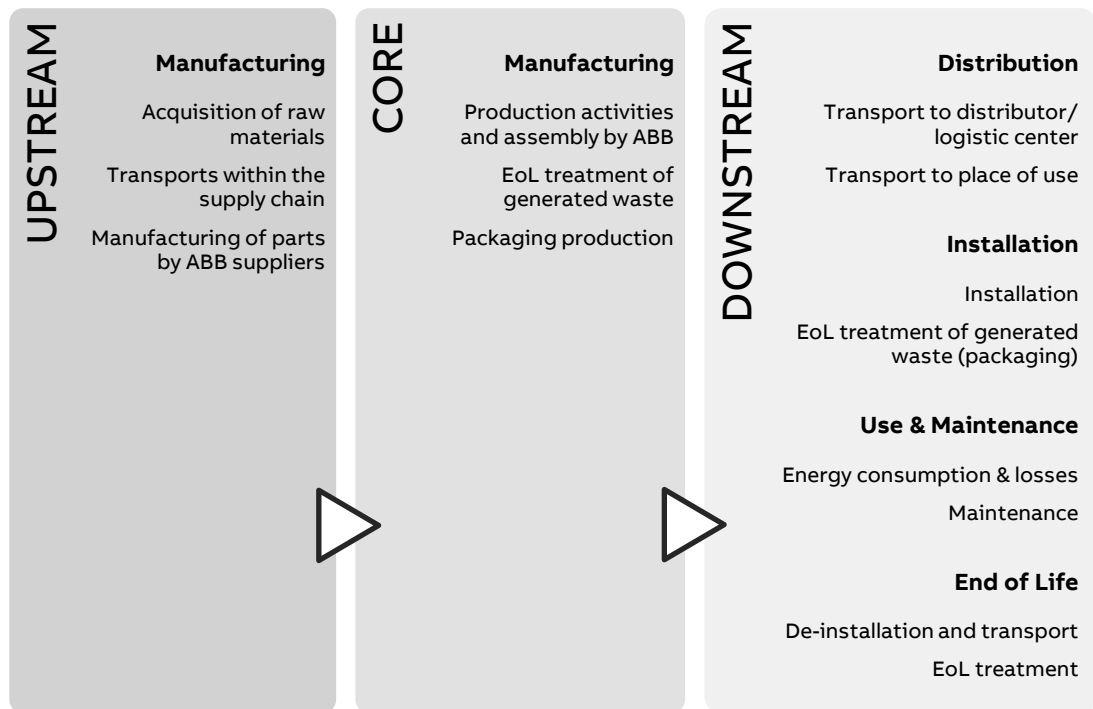 UPSTREAM
Manufacturing
Acquisition of raw
materials
Transports within the
supply chain
Manufacturing of parts
by ABB suppliers
CORE
Manufacturing
Production activities
and assembly by ABB
EoL treatment of
generated waste
Packaging production
DOWNSTREAM
Distribution
Transport to distributor/
logistic center
Transport to place of use
Installation
Installation
EoL treatment of generated
waste (packaging)
Use & Maintenance
Energy consumption & losses
Maintenance
End of Life
De-installation and transport
EoL treatment